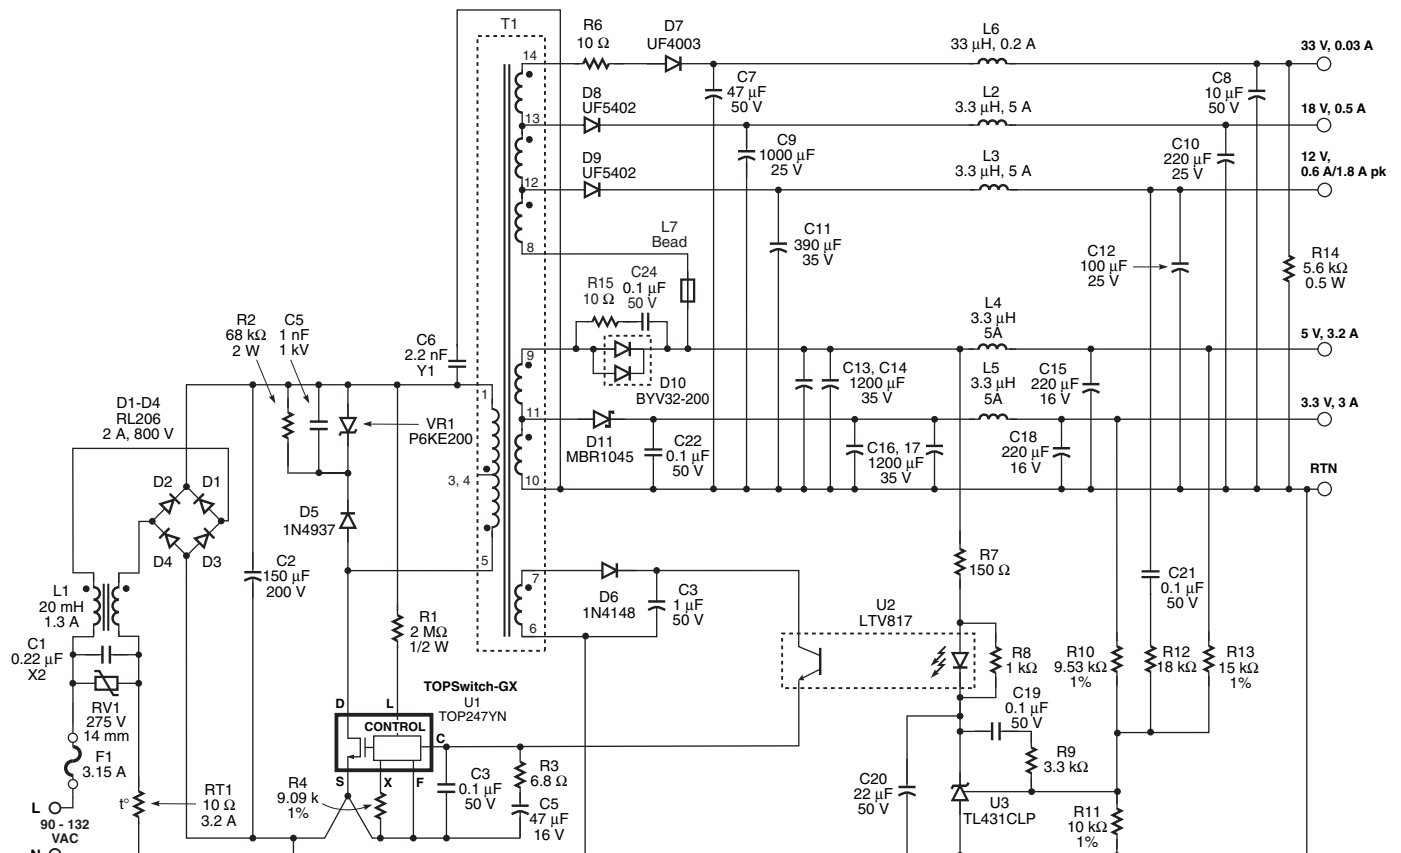 T1
14
R6
10 Ω
D7
UF4003
L6
33 μH, 0.2 A
33 V, 0.03 A
C7
47 μF
50 V
C8
10 μF
50 V
D8
UF5402
13
L2
3.3 μH, 5 A
18 V, 0.5 A
C9
1000 μF
25 V
C10
220 μF
25 V
D9
UF5402
12
L3
3.3 μH, 5 A
12 V,
0.6 A/1.8 A pk
8
L7
Bead
C11
390 μF
35 V
C12
100 μF
25 V
R14
5.6 kΩ
0.5 W
R15
10 Ω
C24
0.1 μF
50 V
R2
68 kΩ
2 W
C5
1 nF
1 kV
C6
2.2 nF
Y1
9
D10
BYV32-200
L4
3.3 μH
5A
5 V, 3.2 A
C13, C14
1200 μF
35 V
L5
3.3 μH
5A
C15
220 μF
16 V
D1-D4
RL206
2 A, 800 V
1
VR1
P6KE200
11
D11
MBR1045
C22
0.1 μF
50 V
C16, 17
1200 μF
35 V
C18
220 μF
16 V
3.3 V, 3 A
3, 4
10
RTN
D2
D1
D4
D3
D5
1N4937
5
C2
150 μF
200 V
L1
20 mH
1.3 A
C1
0.22 μF
X2
RV1
275 V
14 mm
F1
3.15 A
7
D6
1N4148
C3
1 μF
50 V
6
R1
2 MΩ
1/2 W
U2
LTV817
R7
150 Ω
C21
0.1 μF
50 V
R8
1 kΩ
R10
9.53 kΩ
1%
R12
18 kΩ
R13
15 kΩ
1%
TOPSwitch-GX
U1
TOP247YN
D
L
CONTROL
C
S
X
F
C19
0.1 μF
50 V
R9
3.3 kΩ
R4
9.09 k
1%
C3
0.1 μF
50 V
R3
6.8 Ω
C5
47 μF
16 V
C20
22 μF
50 V
U3
TL431CLP
R11
10 kΩ
1%
t°
RT1
10 Ω
3.2 A
L
90 - 132
VAC
N